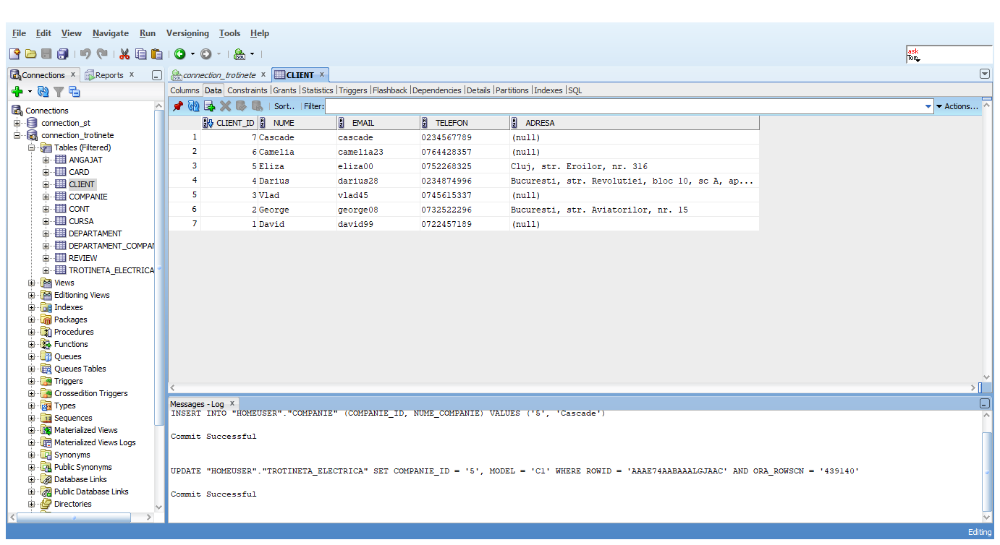 File Edit View Navigate Run Versioning Tools Help
ask
Tom
Connections x Reports x
connection_trotinete x CLIENT x
Columns Data Constraints Grants Statistics Triggers Flashback Dependencies Details Partitions Indexes SQL
Sort.. Filter: Actions...
Connections
connection_st
connection_trotinete
Tables (Filtered)
ANGAJAT
CARD
CLIENT
COMPANIE
CONT
CURSA
DEPARTAMENT
DEPARTAMENT_COMPAN
REVIEW
TROTINETA_ELECTRICA
Views
Editioning Views
Indexes
Packages
Procedures
Functions
Queues
Queues Tables
Triggers
Crossedition Triggers
Types
Sequences
Materialized Views
Materialized Views Logs
Synonyms
Public Synonyms
Database Links
Public Database Links
Directories
CLIENT_ID NUME EMAIL TELEFON ADRESA
1 7 Cascade cascade 0234567789 (null)
2 6 Camelia camelia23 0764428357 (null)
3 5 Eliza eliza00 0752268325 Cluj, str. Eroilor, nr. 316
4 4 Darius darius28 0234874996 Bucuresti, str. Revolutiei, bloc 10, sc A, ap...
5 3 Vlad vlad45 0745615337 (null)
6 2 George george08 0732522296 Bucuresti, str. Aviatorilor, nr. 15
7 1 David david99 0722457189 (null)
Messages - Log x
INSERT INTO "HOMEUSER"."COMPANIE" (COMPANIE_ID, NUME_COMPANIE) VALUES ('5', 'Cascade')
Commit Successful
UPDATE "HOMEUSER"."TROTINETA_ELECTRICA" SET COMPANIE_ID = '5', MODEL = 'C1' WHERE ROWID = 'AAAE74AABAAALGJAAC' AND ORA_ROWSCN = '439140'
Commit Successful
Editing